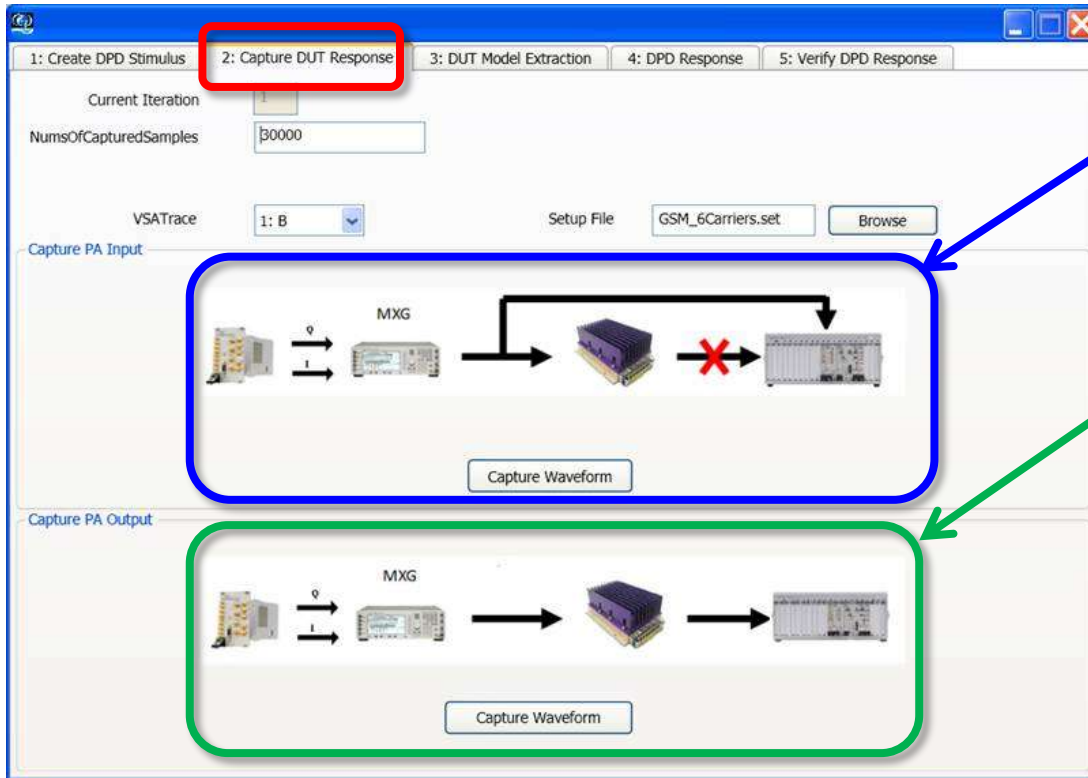 1: Create DPD Stimulus
2: Capture DUT Response
3: DUT Model Extraction
4: DPD Response
5: Verify DPD Response
Current Iteration
1
NumsOfCapturedSamples
30000
VSATrace
1: B
Setup File
GSM_6Carriers.set
Browse
Capture PA Input
MXG
Q
I
Capture Waveform
Capture PA Output
MXG
Q
I
Capture Waveform